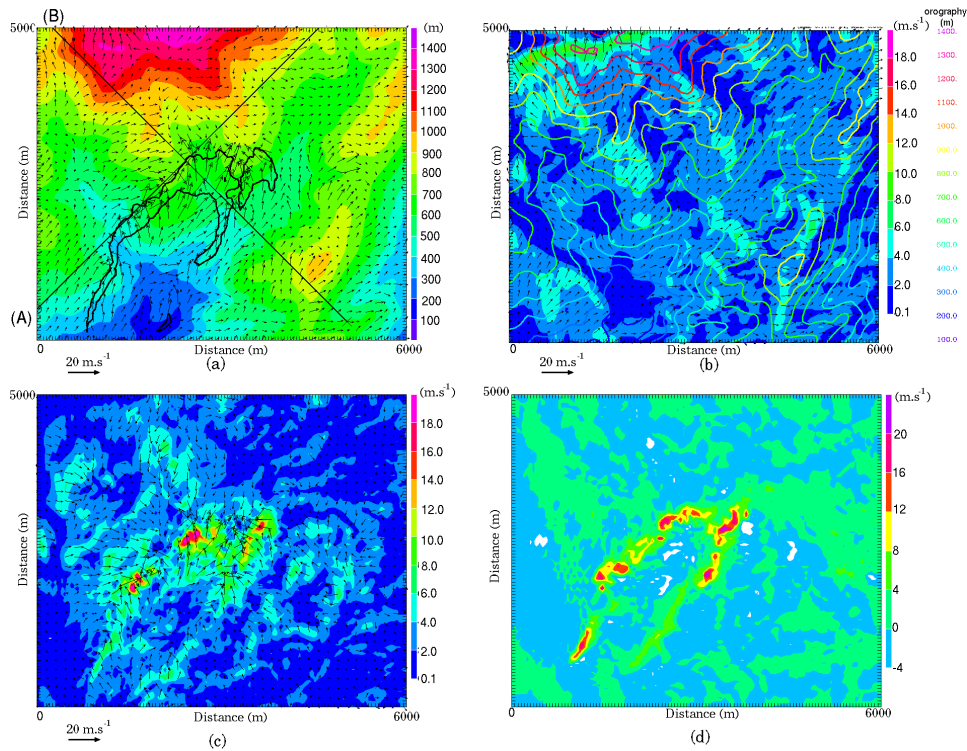 (B)
5000
(m)
1400
1300
1200
1100
1000
900
800
700
600
500
400
300
200
100
Distance (m)
(A)
0
Distance (m)
6000
20 m.s-1
(a)
5000
(m.s-1)
18.0
16.0
14.0
12.0
10.0
8.0
6.0
4.0
2.0
0.1
orography
(m)
1400.
1300.
1200.
1100.
1000.
900.0
800.0
700.0
600.0
500.0
400.0
300.0
200.0
100.0
Distance (m)
0
Distance (m)
6000
20 m.s-1
(b)
5000
(m.s-1)
18.0
16.0
14.0
12.0
10.0
8.0
6.0
4.0
2.0
0.1
Distance (m)
0
Distance (m)
6000
20 m.s-1
(c)
5000
(m.s-1)
20
16
12
8
4
0
-4
Distance (m)
0
Distance (m)
6000
(d)